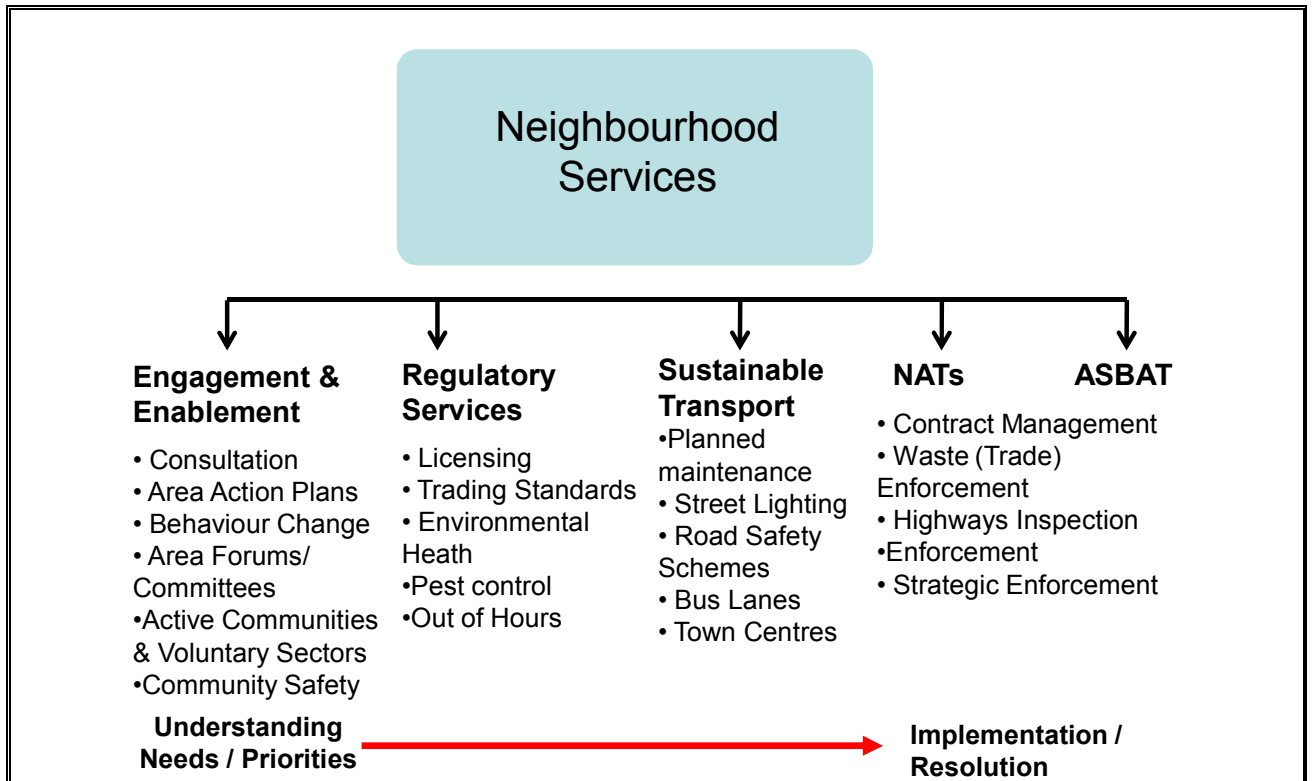 Neighbourhood
Services
Engagement &
Enablement
• Consultation
• Area Action Plans
• Behaviour Change
• Area Forums/
Committees
•Active Communities
& Voluntary Sectors
•Community Safety
Regulatory
Services
• Licensing
• Trading Standards
• Environmental
Heath
•Pest control
•Out of Hours
Sustainable
Transport
•Planned
maintenance
• Street Lighting
• Road Safety
Schemes
• Bus Lanes
• Town Centres
NATs
ASBAT
• Contract Management
• Waste (Trade)
Enforcement
• Highways Inspection
•Enforcement
• Strategic Enforcement
Understanding
Needs / Priorities
Implementation /
Resolution